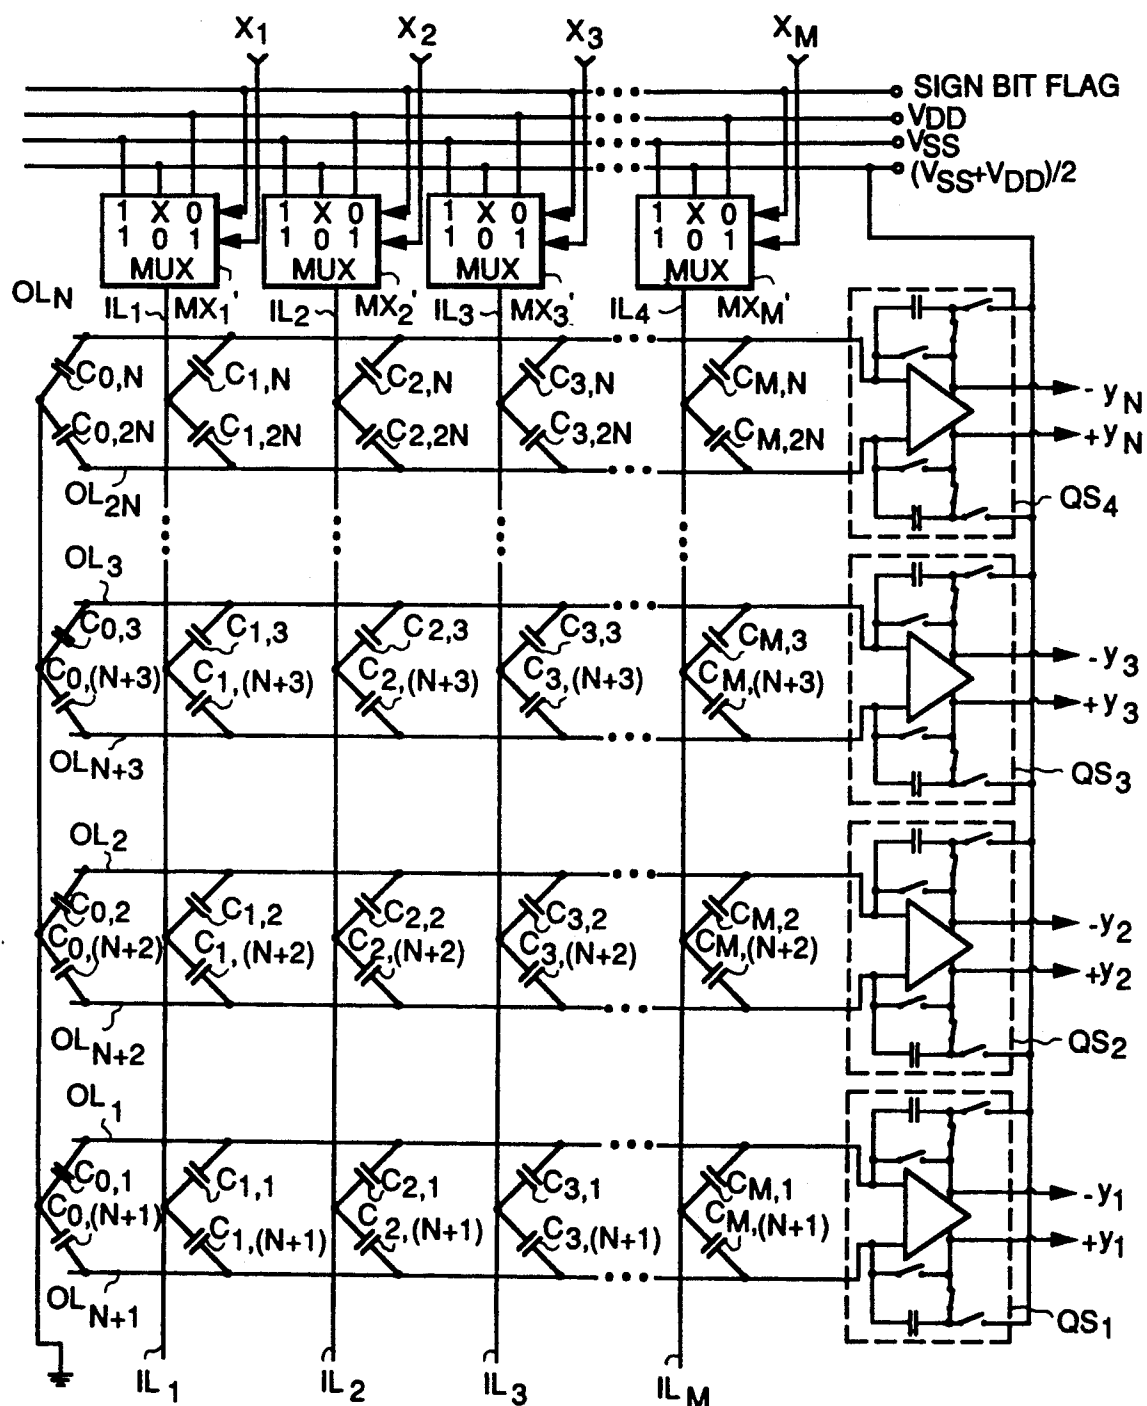 X1 X2 X3 XM
SIGN BIT FLAG
VDD
VSS
(VSS+VDD)/2
1 X 0 1 X 0 1 X 0 1 X 0
1 0 1 1 0 1 1 0 1 1 0 1
MUX MUX MUX MUX
OLN IL1 MX1' IL2 MX2' IL3 MX3' IL4 MXM'
C0,N C1,N C2,N C3,N CM,N - yN
C0,2N C1,2N C2,2N C3,2N CM,2N +yN
OL2N QS4
OL3
C0,3 C1,3 C2,3 C3,3 CM,3 -y3
C0,(N+3) C1,(N+3) C2,(N+3) C3,(N+3) CM,(N+3) +y3
OLN+3 QS3
OL2
C0,2 C1,2 C2,2 C3,2 CM,2 -y2
C0,(N+2) C1,(N+2) C2,(N+2) C3,(N+2) CM,(N+2) +y2
OLN+2 QS2
OL1
C0,1 C1,1 C2,1 C3,1 CM,1 -y1
C0,(N+1) C1,(N+1) C2,(N+1) C3,(N+1) CM,(N+1) +y1
OLN+1 QS1
IL1 IL2 IL3 ILM